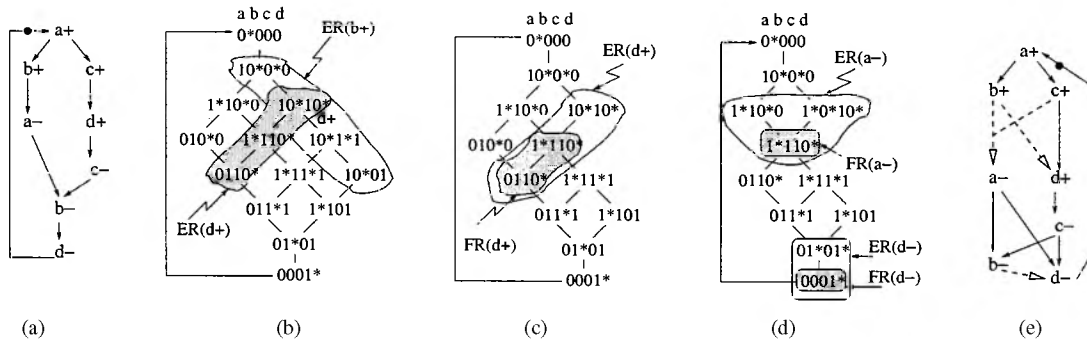 a+
b+
c+
a−
d+
c−
b−
d−
(a)
a b c d
0*000
ER(b+)
10*0*0
1*10*0
10*10*
d+
010*0
1*110*
10*1*1
0110*
1*11*1
10*01
ER(d+)
011*1
1*101
01*01
0001*
(b)
a b c d
0*000
ER(d+)
10*0*0
1*10*0
10*10*
010*0
1*110*
0110*
1*11*1
FR(d+)
011*1
1*101
01*01
0001*
(c)
a b c d
0*000
ER(a−)
10*0*0
1*10*0
1*0*10*
1*110*
FR(a−)
0110*
1*11*1
011*1
1*101
01*01*
ER(d−)
0001*
FR(d−)
(d)
a+
b+
c+
a−
d+
c−
b−
d−
(e)